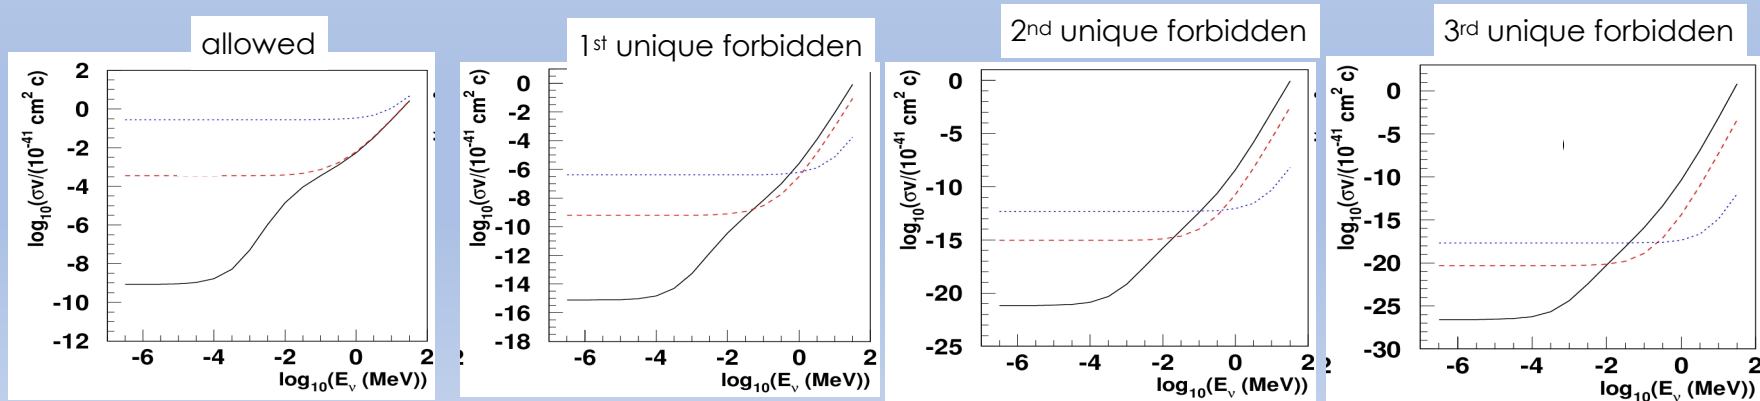 allowed
1st unique forbidden
2nd unique forbidden
3rd unique forbidden
log10(σv/(10-41 cm2 c)
2
0
-2
-4
-6
-8
-10
-12
-6 -4 -2 0 2
log10(Eν (MeV))
log10(σv/(10-41 cm2 c)
0
-2
-4
-6
-8
-10
-12
-14
-16
-18
-6 -4 -2 0 2
log10(Eν (MeV))
log10(σv/(10-41 cm2 c)
0
-5
-10
-15
-20
-25
-6 -4 -2 0 2
log10(Eν (MeV))
log10(σv/(10-41 cm2 c)
0
-5
-10
-15
-20
-25
-30
-6 -4 -2 0 2
log10(Eν (MeV))